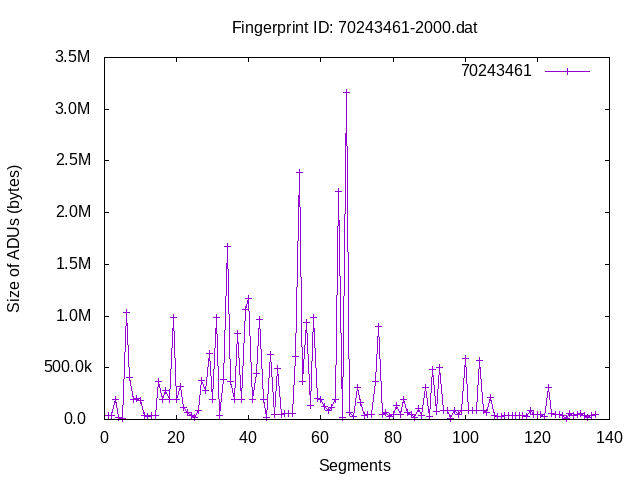 Fingerprint ID: 70243461-2000.dat
70243461
3.5M
3.0M
2.5M
2.0M
1.5M
1.0M
500.0k
0.0
Size of ADUs (bytes)
0 20 40 60 80 100 120 140
Segments